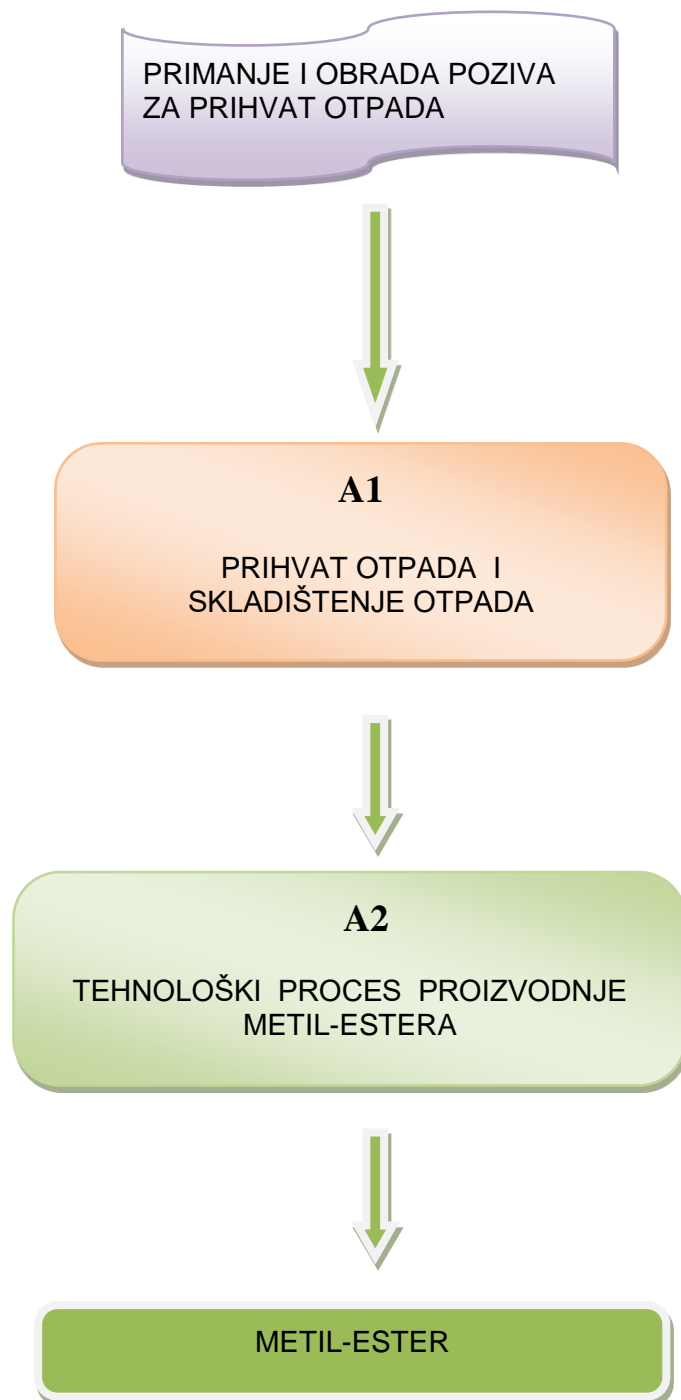 PRIMANJE I OBRADA POZIVA
ZA PRIHVAT OTPADA
A1
PRIHVAT OTPADA I
SKLADIŠTENJE OTPADA
A2
TEHNOLOŠKI PROCES PROIZVODNJE
METIL-ESTERA
METIL-ESTER